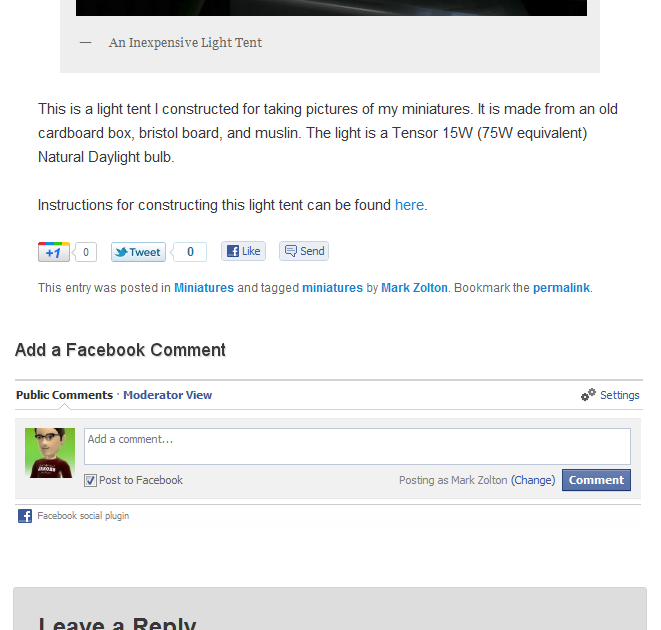 — An Inexpensive Light Tent
This is a light tent I constructed for taking pictures of my miniatures. It is made from an old
cardboard box, bristol board, and muslin. The light is a Tensor 15W (75W equivalent)
Natural Daylight bulb.
Instructions for constructing this light tent can be found here.
+1 0 Tweet 0 Like Send
This entry was posted in Miniatures and tagged miniatures by Mark Zolton. Bookmark the permalink.
Add a Facebook Comment
Public Comments · Moderator View Settings
Add a comment...
Post to Facebook Posting as Mark Zolton (Change) Comment
Facebook social plugin
Leave a Reply